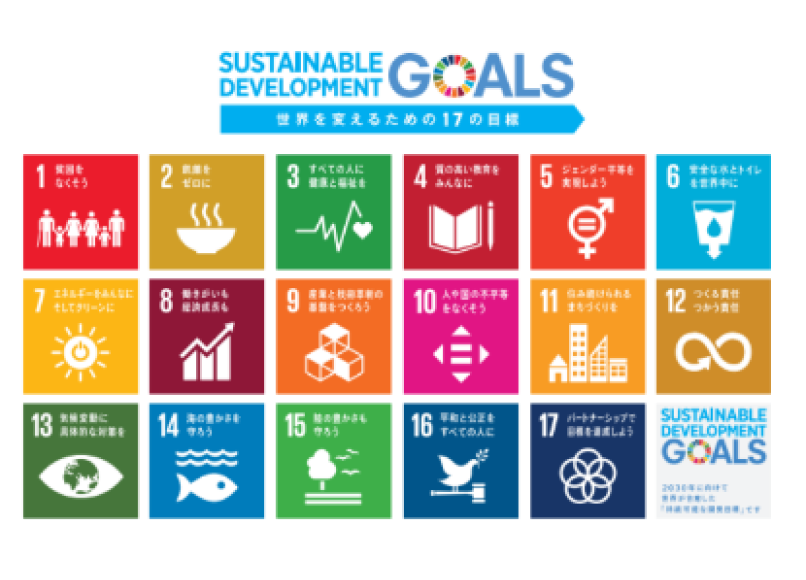 SUSTAINABLE
DEVELOPMENT
GOALS
世界を変えるための17の目標
1 貧困を
なくそう
2 飢餓を
ゼロに
3 すべての人に
健康と福祉を
4 質の高い教育を
みんなに
5 ジェンダー平等を
実現しよう
6 安全な水とトイレ
を世界中に
7 エネルギーをみんなに
そしてクリーンに
8 働きがいも
経済成長も
9 産業と技術革新の
基盤をつくろう
10 人や国の不平等
をなくそう
11 住み続けられる
まちづくりを
12 つくる責任
つかう責任
13 気候変動に
具体的な対策を
14 海の豊かさを
守ろう
15 陸の豊かさも
守ろう
16 平和と公正を
すべての人に
17 パートナーシップで
目標を達成しよう
SUSTAINABLE
DEVELOPMENT
GOALS
2030年に向けて
世界が合意した
「持続可能な開発目標」です